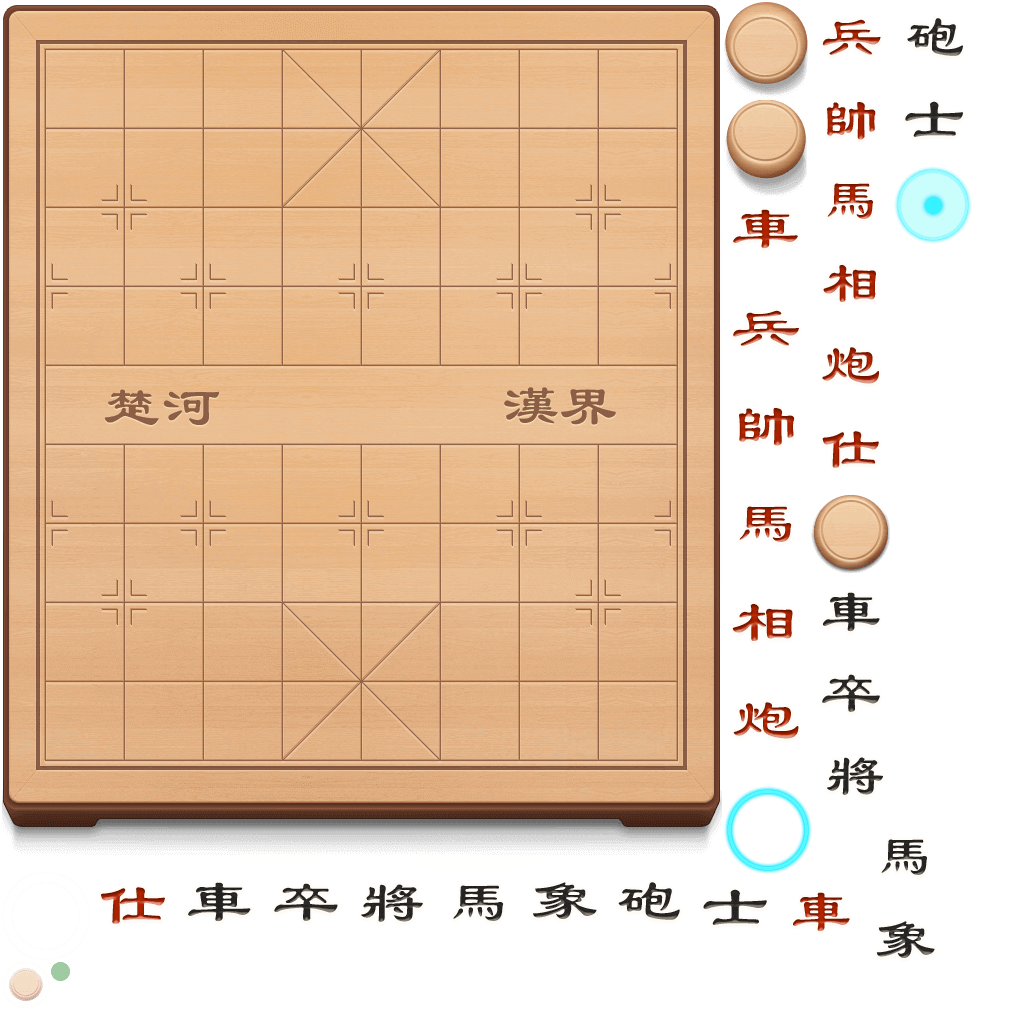 楚河 漢界
車
兵
帥
馬
相
炮
兵
帥
馬
相
炮
仕
車
卒
將
馬
象
砲
士
仕 車 卒 將 馬 象 砲 士 車